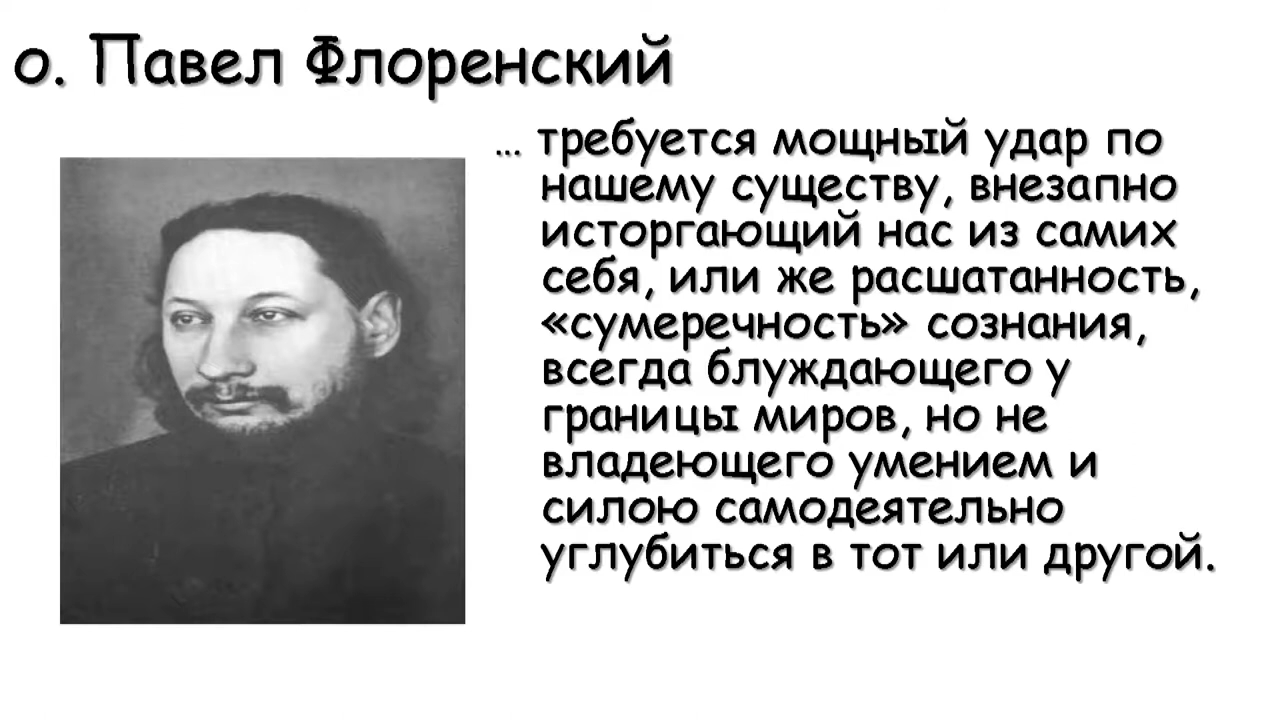 о. Павел Флоренский
... требуется мощный удар по
нашему существу, внезапно
исторгающий нас из самих
себя, или же расшатанность,
«сумеречность» сознания,
всегда блуждающего у
границы миров, но не
владеющего умением и
силою самодеятельно
углубиться в тот или другой.